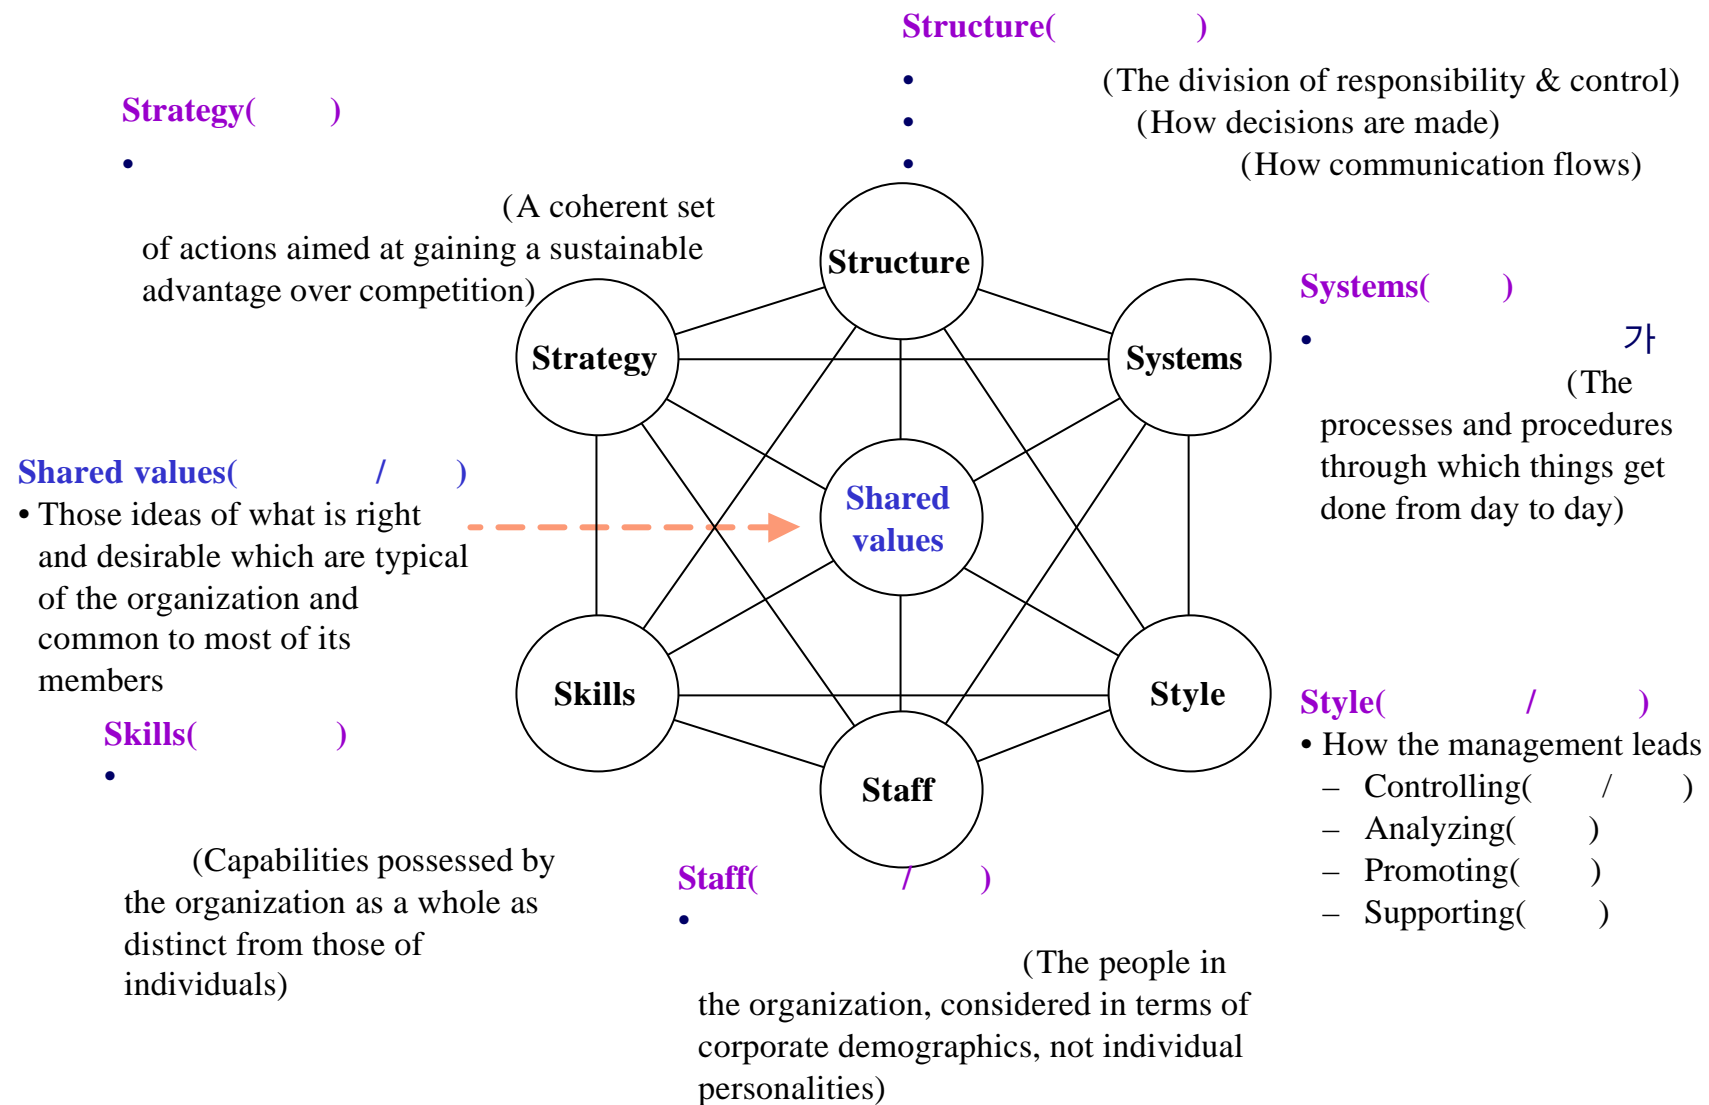 Structure( )
• (The division of responsibility & control)
• (How decisions are made)
• (How communication flows)
Strategy( )
•
(A coherent set
of actions aimed at gaining a sustainable
advantage over competition)
Structure
Strategy
Systems
Shared
values
Skills
Style
Staff
Systems( )
• 가
(The
processes and procedures
through which things get
done from day to day)
Shared values( / )
• Those ideas of what is right
and desirable which are typical
of the organization and
common to most of its
members
Skills( )
•
(Capabilities possessed by
the organization as a whole as
distinct from those of
individuals)
Staff( / )
•
(The people in
the organization, considered in terms of
corporate demographics, not individual
personalities)
Style( / )
• How the management leads
– Controlling( / )
– Analyzing( )
– Promoting( )
– Supporting( )